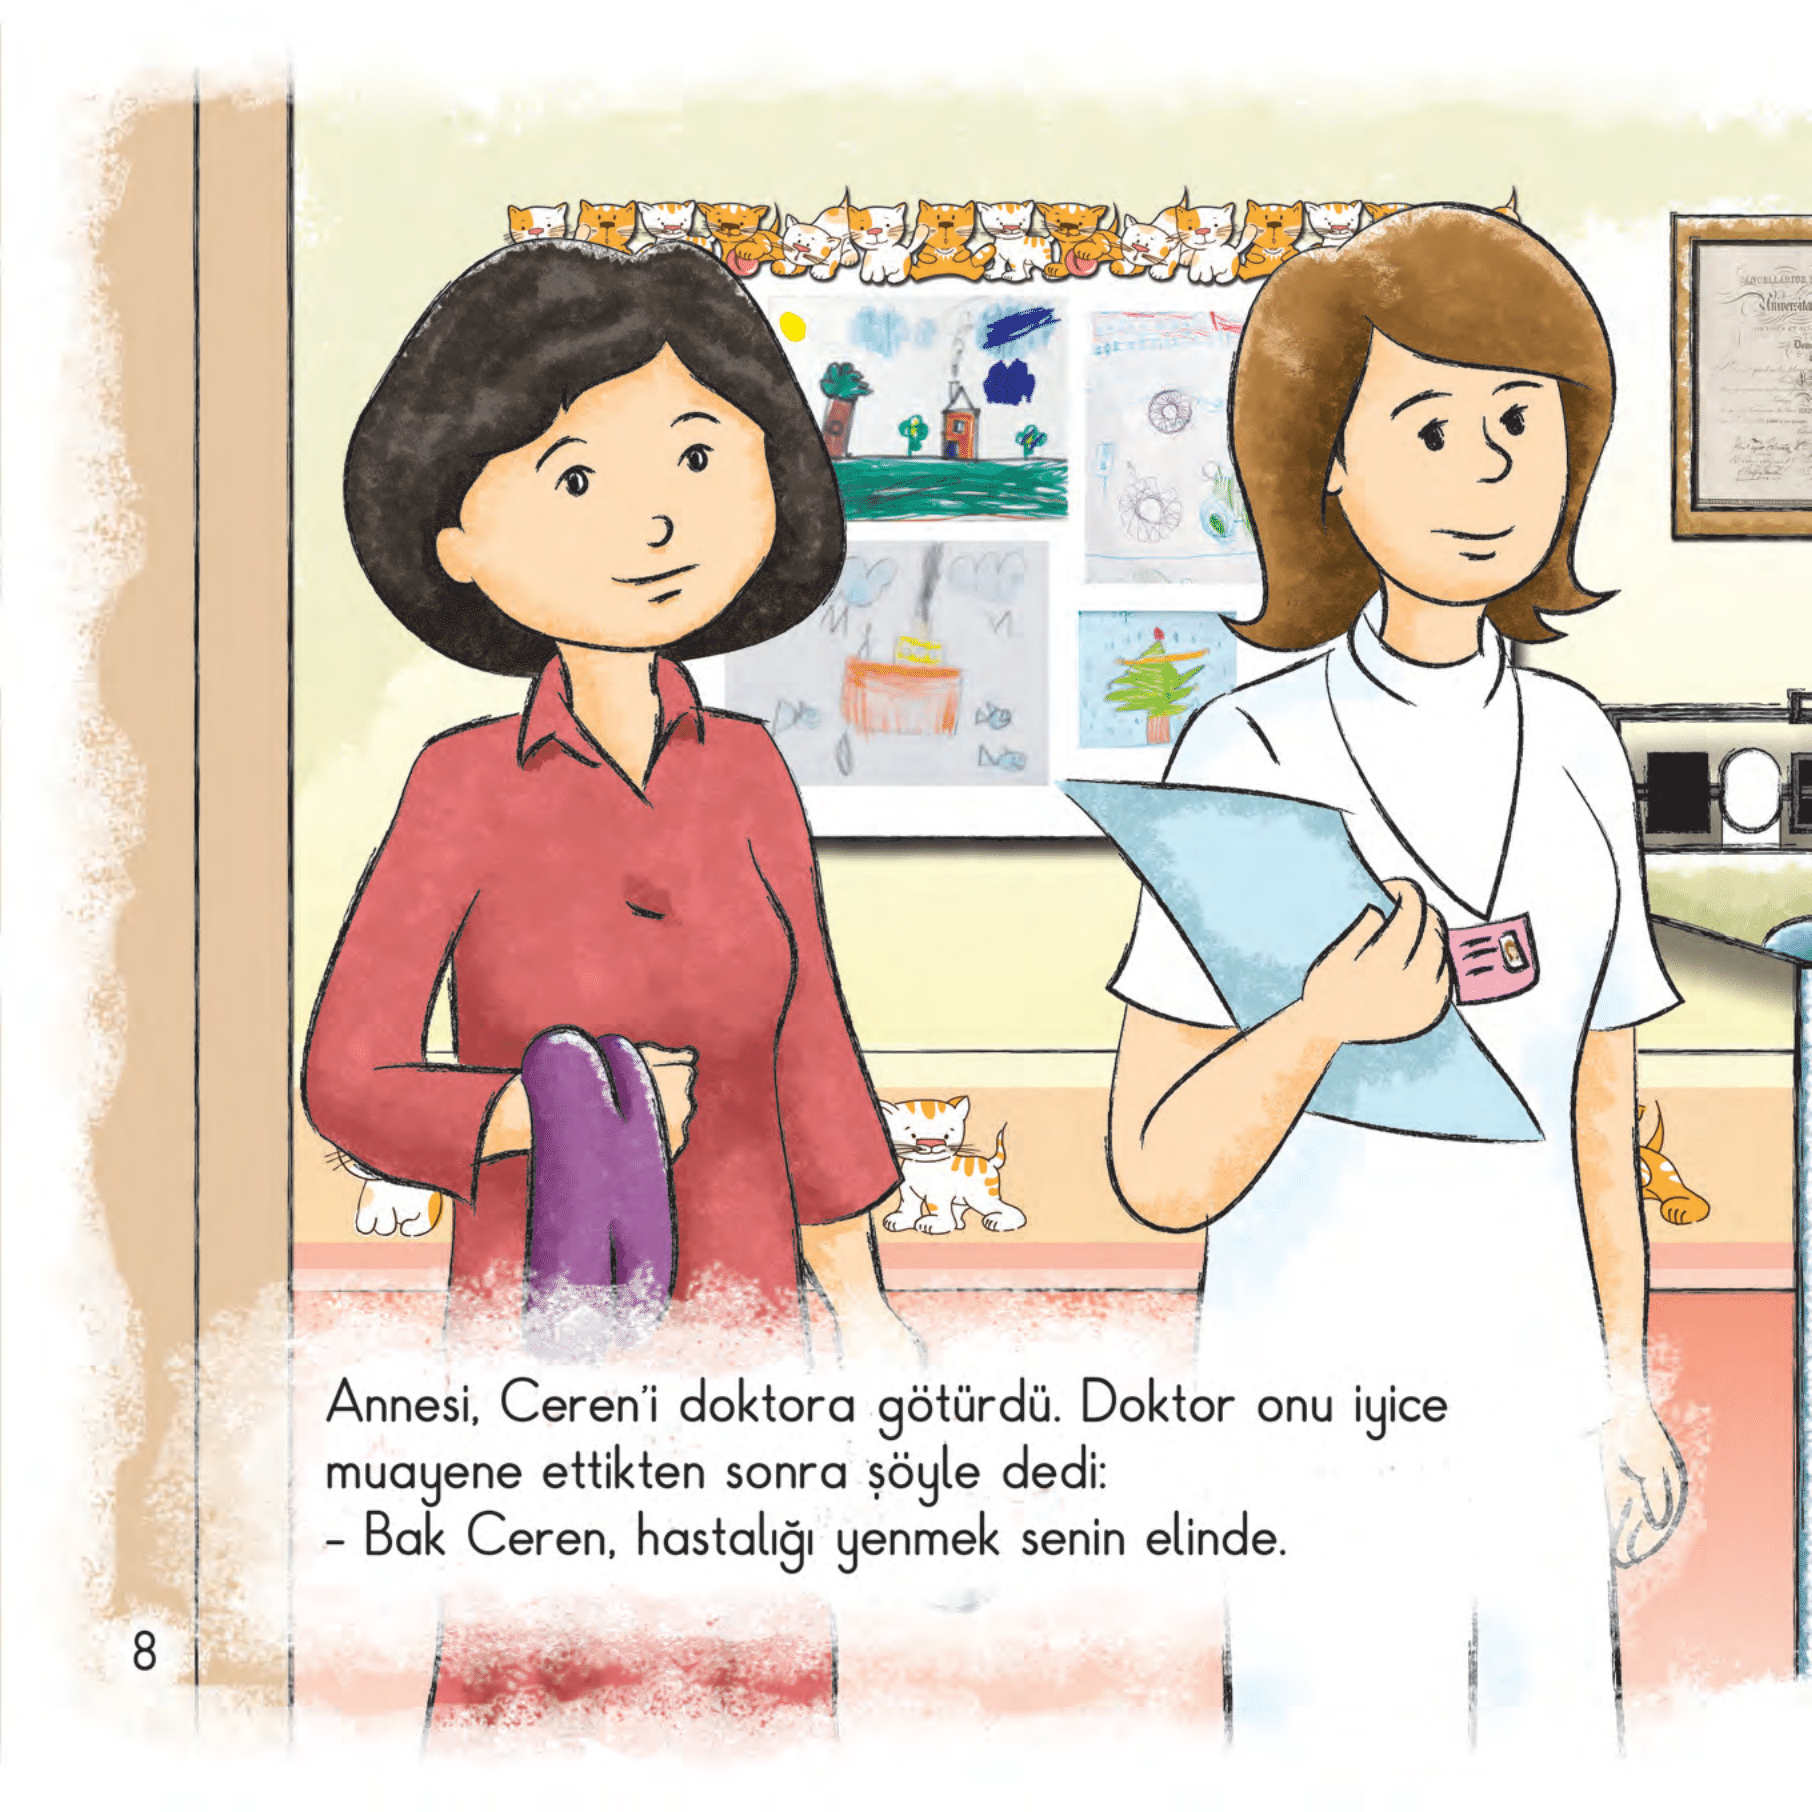 Annesi, Ceren'i doktora götürdü. Doktor onu iyice
muayene ettikten sonra şöyle dedi:
- Bak Ceren, hastalığı yenmek senin elinde.
8